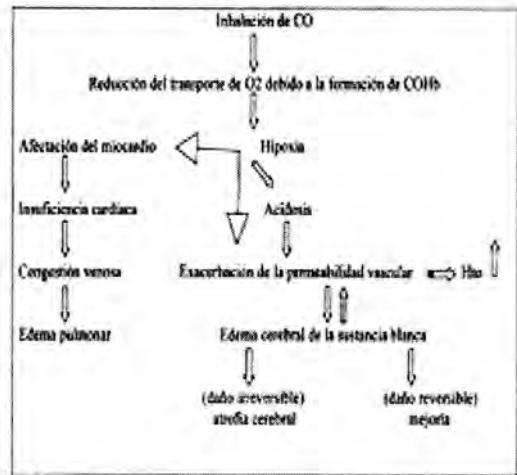 Inhalación de CO
Reducción del transporte de O2 debido a la formación de COHb
Afectación del miocardio
Hipoxia
Insuficiencia cardíaca
Acidosis
Congestión venosa
Exacerbación de la permeabilidad vascular
Hto
Edema pulmonar
Edema cerebral de la sustancia blanca
(daño irreversible)
atrofia cerebral
(daño reversible)
mejoría